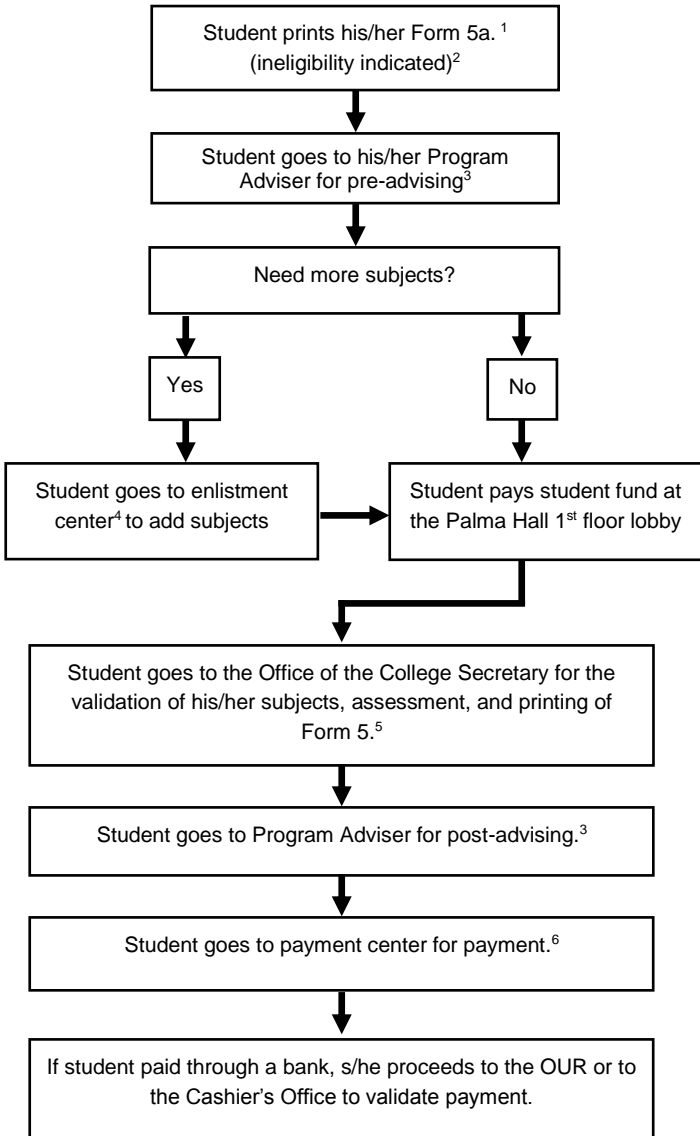 Student prints his/her Form 5a. 1
(ineligibility indicated)2
Student goes to his/her Program
Adviser for pre-advising3
Need more subjects?
Yes
No
Student goes to enlistment
center4 to add subjects
Student pays student fund at
the Palma Hall 1st floor lobby
Student goes to the Office of the College Secretary for the
validation of his/her subjects, assessment, and printing of
Form 5.5
Student goes to Program Adviser for post-advising.3
Student goes to payment center for payment.6
If student paid through a bank, s/he proceeds to the OUR or to
the Cashier's Office to validate payment.